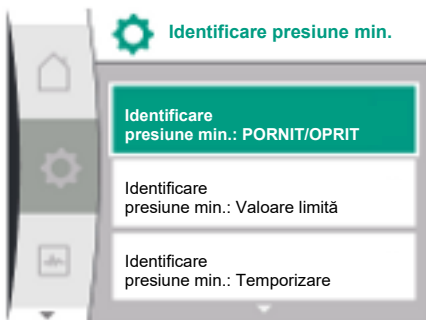 Identificare presiune min.
Identificare
presiune min.: PORNIT/OPRIT
Identificare
presiune min.: Valoare limită
Identificare
presiune min.: Temporizare